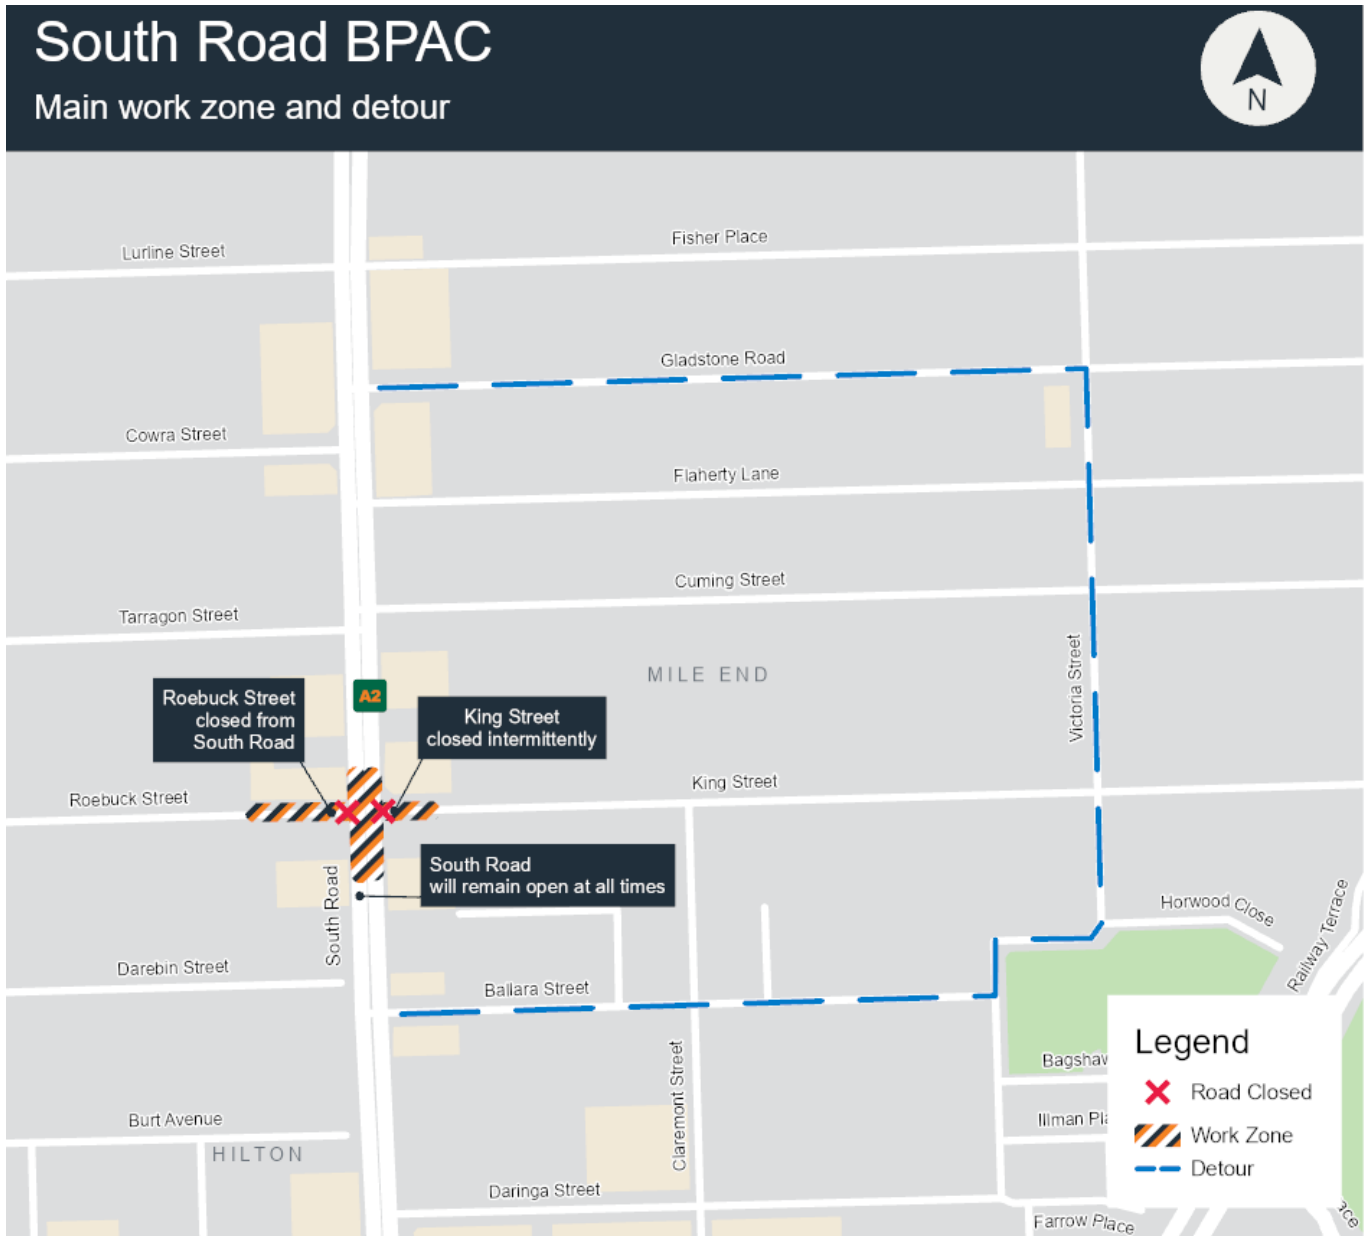 South Road BPAC
Main work zone and detour
N
Lurline Street
Fisher Place
Gladstone Road
Cowra Street
Flaherty Lane
Cuming Street
Tarragon Street
Victoria Street
MILE END
A2
Roebuck Street
closed from
South Road
King Street
closed intermittently
King Street
Roebuck Street
South Road
will remain open at all times
South Road
Horwood Close
Railway Terrace
Darebin Street
Ballara Street
Claremont Street
Bagshaw
Illman Pla
Burt Avenue
HILTON
Daringa Street
Farrow Place
Legend
Road Closed
Work Zone
Detour